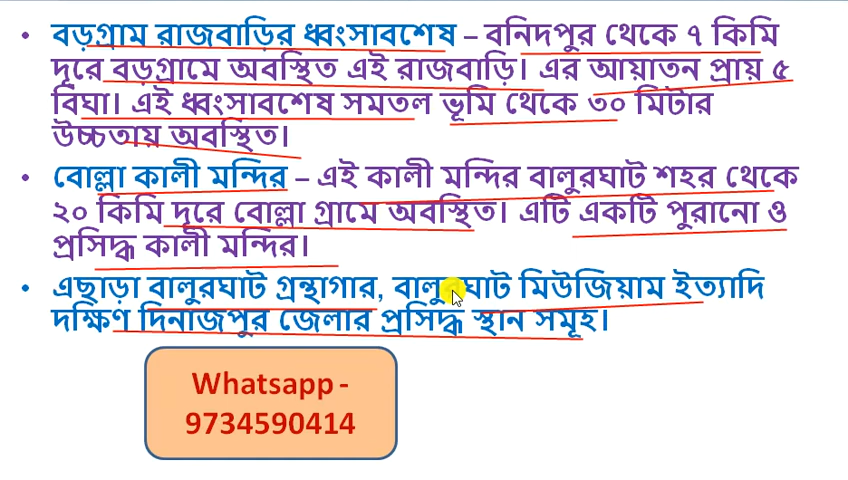 • বড়গ্রাম রাজবাড়ির ধ্বংসাবশেষ – বনিদপুর থেকে ৭ কিমি
দূরে বড়গ্রামে অবস্থিত এই রাজবাড়ি। এর আয়াতন প্রায় ৫
বিঘা। এই ধ্বংসাবশেষ সমতল ভূমি থেকে ৩০ মিটার
উচ্চতায় অবস্থিত।
• বোল্লা কালী মন্দির – এই কালী মন্দির বালুরঘাট শহর থেকে
২০ কিমি দূরে বোল্লা গ্রামে অবস্থিত। এটি একটি পুরানো ও
প্রসিদ্ধ কালী মন্দির।
• এছাড়া বালুরঘাট গ্রন্থাগার, বালুরঘাট মিউজিয়াম ইত্যাদি
দক্ষিণ দিনাজপুর জেলার প্রসিদ্ধ স্থান সমূহ।
Whatsapp -
9734590414